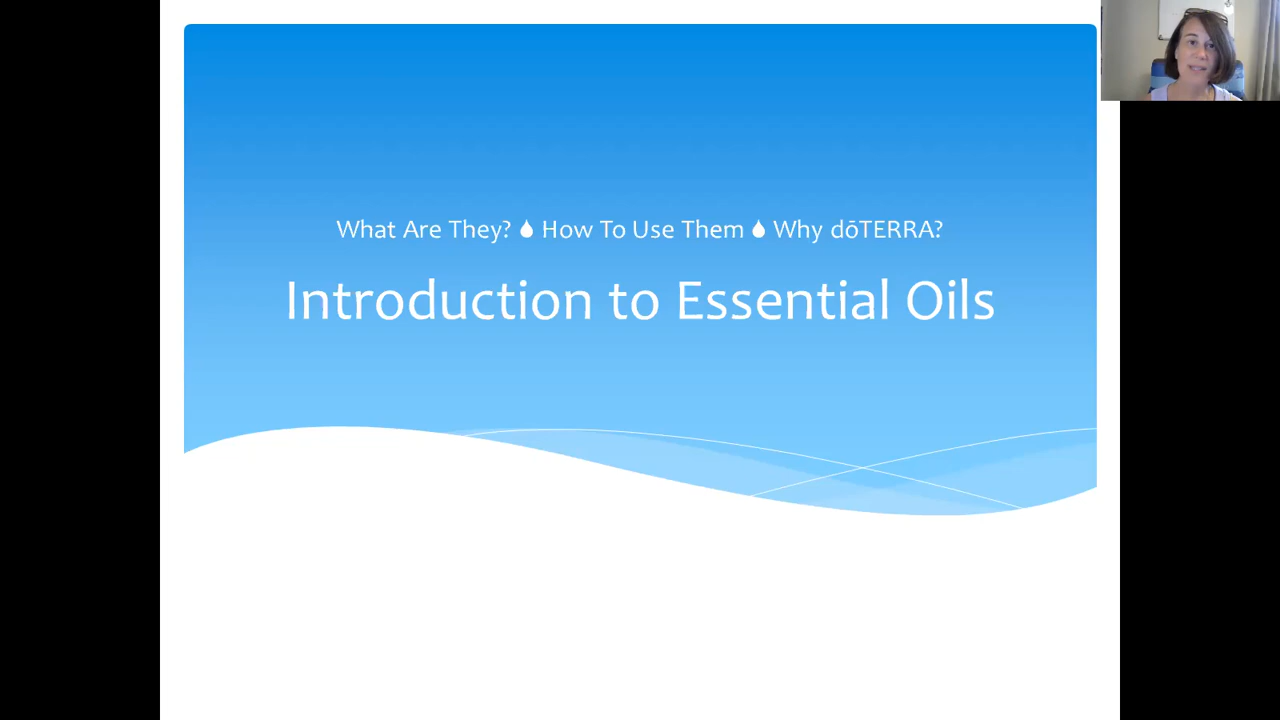 What Are They? 💧 How To Use Them 💧 Why dōTERRA?
Introduction to Essential Oils